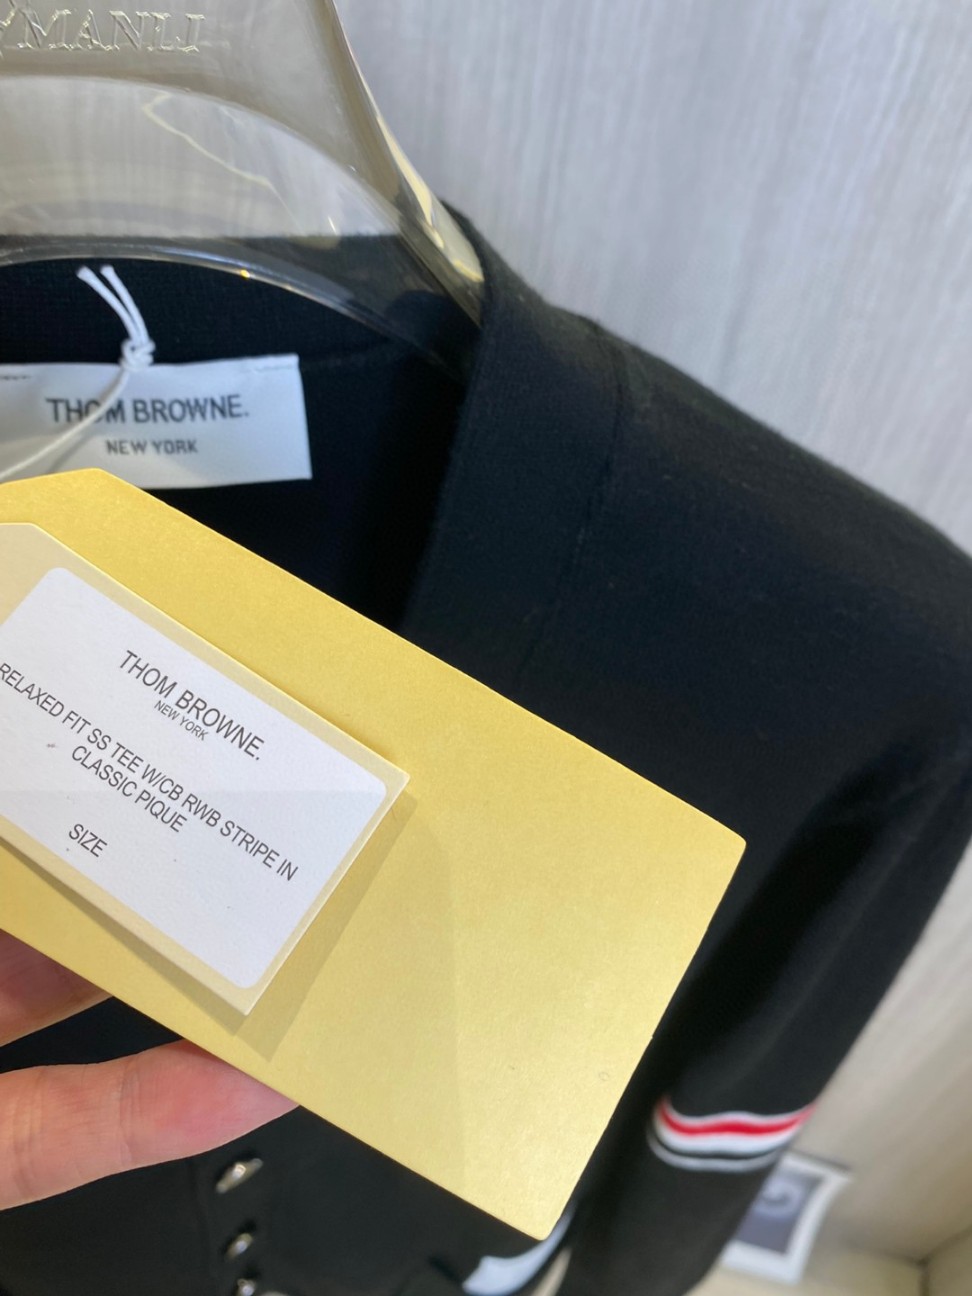 YMANLI
THOM BROWNE.
NEW YORK
THOM BROWNE.
NEW YORK
RELAXED FIT SS TEE W/CB RWB STRIPE IN
CLASSIC PIQUE
SIZE